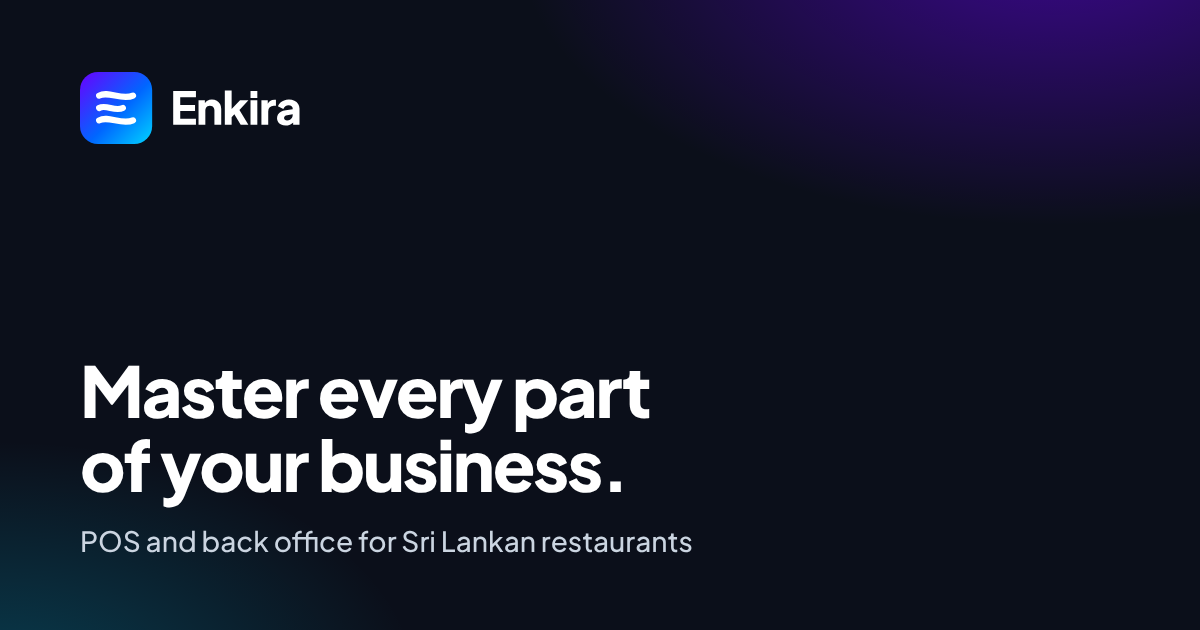 Enkira
Master every part
of your business.
POS and back office for Sri Lankan restaurants